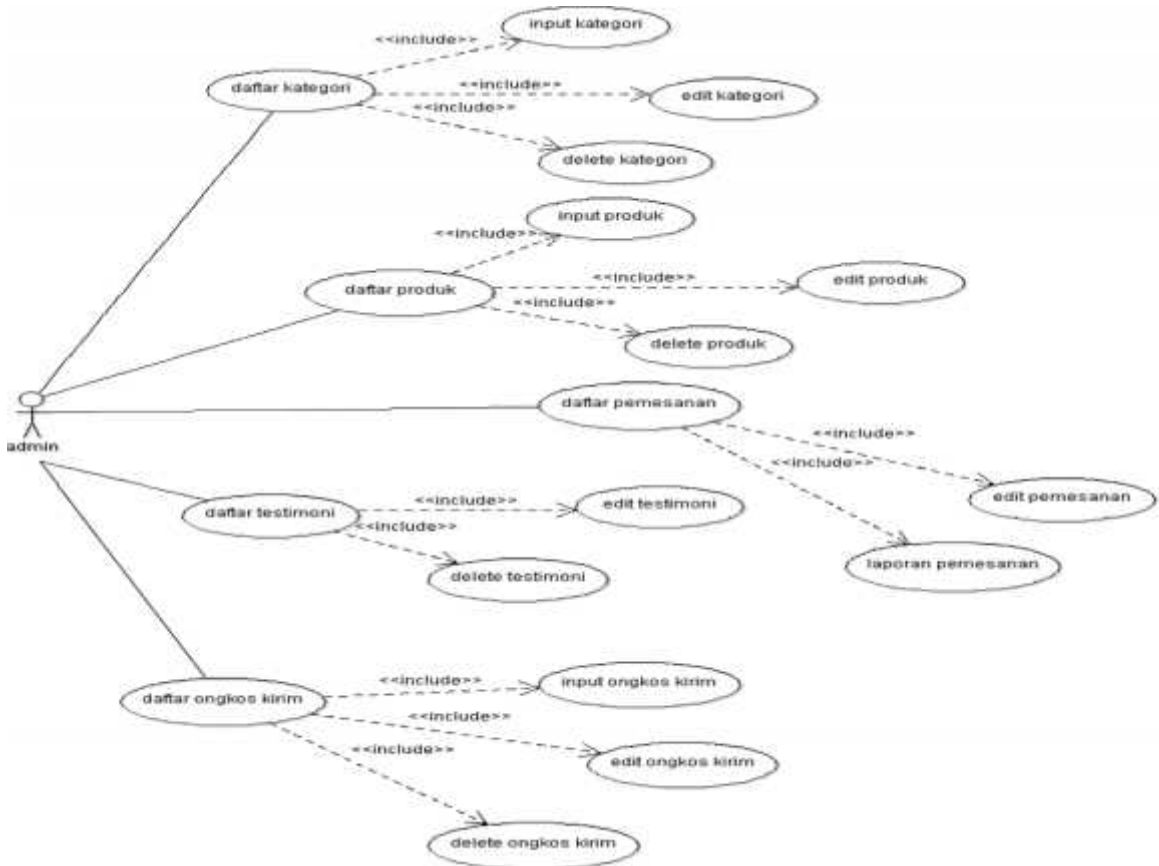 input kategori
<<include>>
<<include>>
daftar kategori
edit kategori
<<include>>
delete kategori
input produk
<<include>>
<<include>>
edit produk
daftar produk
<<include>>
delete produk
daftar pemesanan
<<include>>
admin
<<include>>
edit pemesanan
<<include>>
edit testimoni
daftar testimoni
<<include>>
laporan pemesanan
delete testimoni
<<include>>
input ongkos kirim
daftar ongkos kirim
<<include>>
<<include>>
edit ongkos kirim
delete ongkos kirim